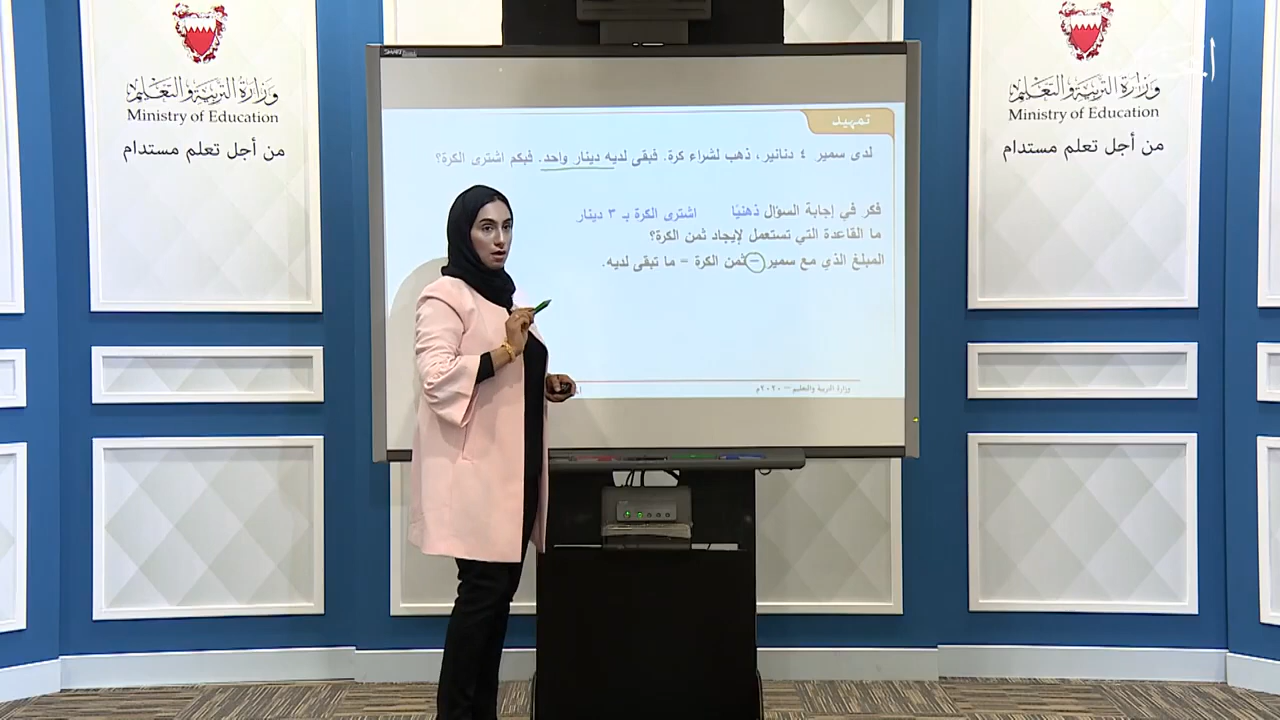 وزارة التربية والتعليم
Ministry of Education
من أجل تعلم مستدام
SMART
تمهيد
لدى سمير ٤ دنانير، ذهب لشراء كرة. فبقى لديه دينار واحد. فبكم اشترى الكرة؟
فكر في إجابة السؤال ذهنيًا اشترى الكرة بـ ٣ دينار
ما القاعدة التي تستعمل لإيجاد ثمن الكرة؟
المبلغ الذي مع سمير – ثمن الكرة = ما تبقى لديه.
وزارة التربية والتعليم – ٢٠٢٠م
وزارة التربية والتعليم
Ministry of Education
من أجل تعلم مستدام